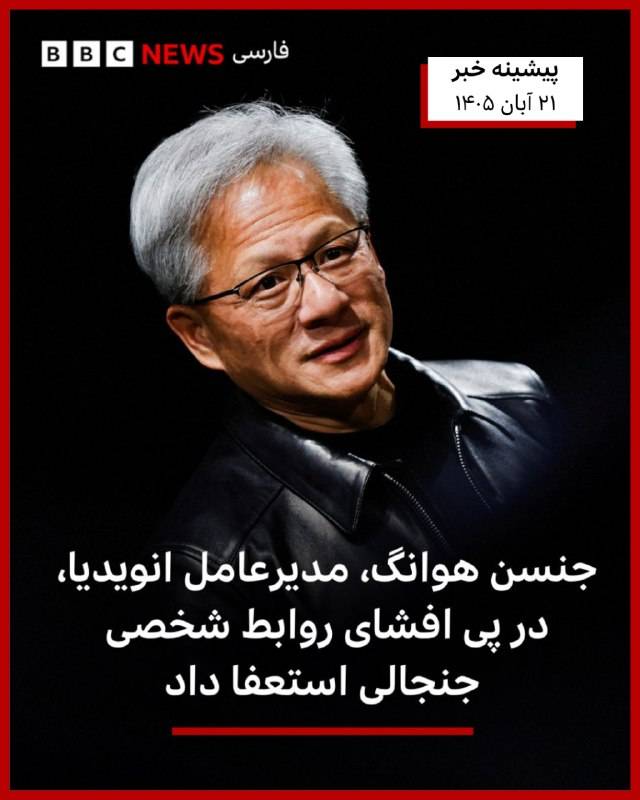 BBC NEWS فارسی
پیشینه خبر
۲۱ آبان ۱۴۰۵
جنسن هوانگ، مدیرعامل انویدیا،
در پی افشای روابط شخصی
جنجالی استعفا داد